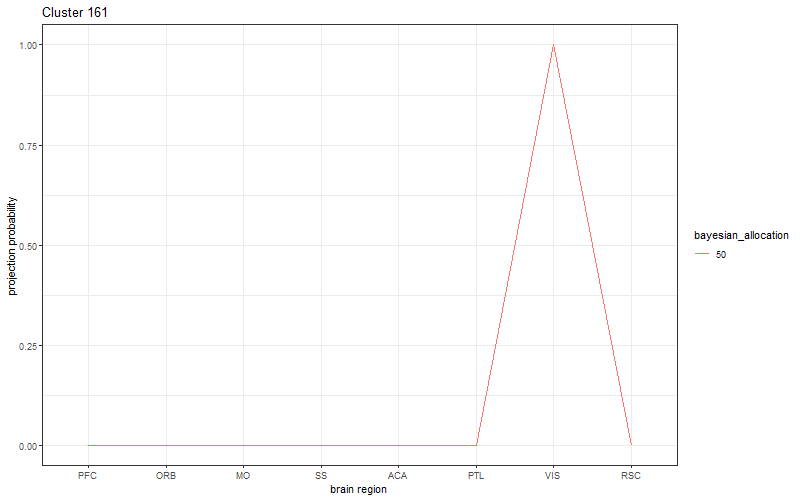 Cluster 161
projection probability
1.00
0.75
0.50
0.25
0.00
PFC ORB MO SS ACA PTL VIS RSC
brain region
bayesian_allocation
50